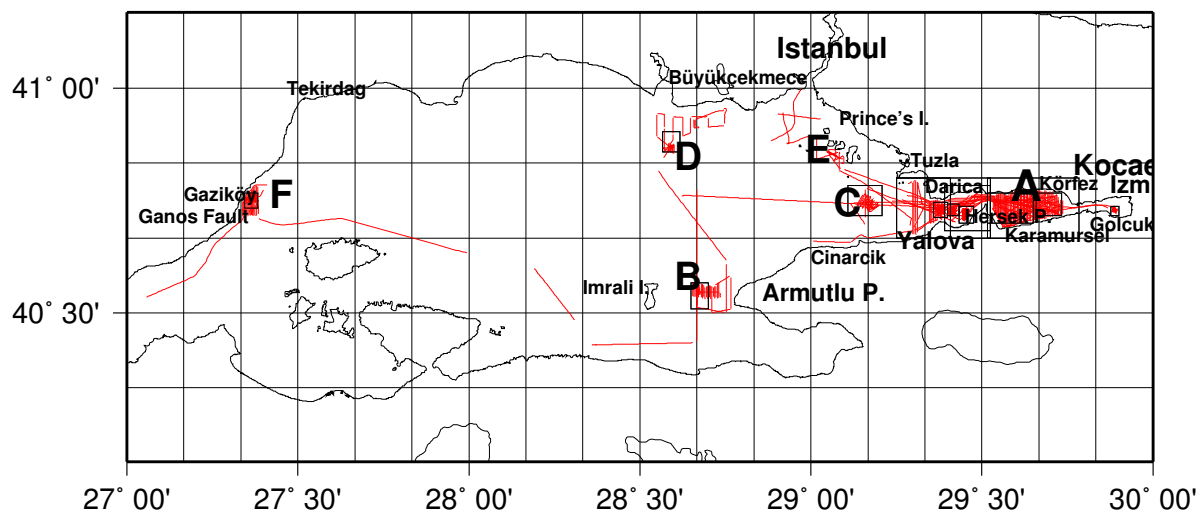 Istanbul
Büyükcekmece
41° 00'
Tekirdag
Prince's I.
E
D
Tuzla
Kocae
A
F
Gaziköy
C
Darica
Körfez
Izm
Ganos Fault
Hersek P.
Golcuk
Yalova
Karamursel
Cinarcik
B
Imrali I.
Armutlu P.
40° 30'
27° 00'
27° 30'
28° 00'
28° 30'
29° 00'
29° 30'
30° 00'